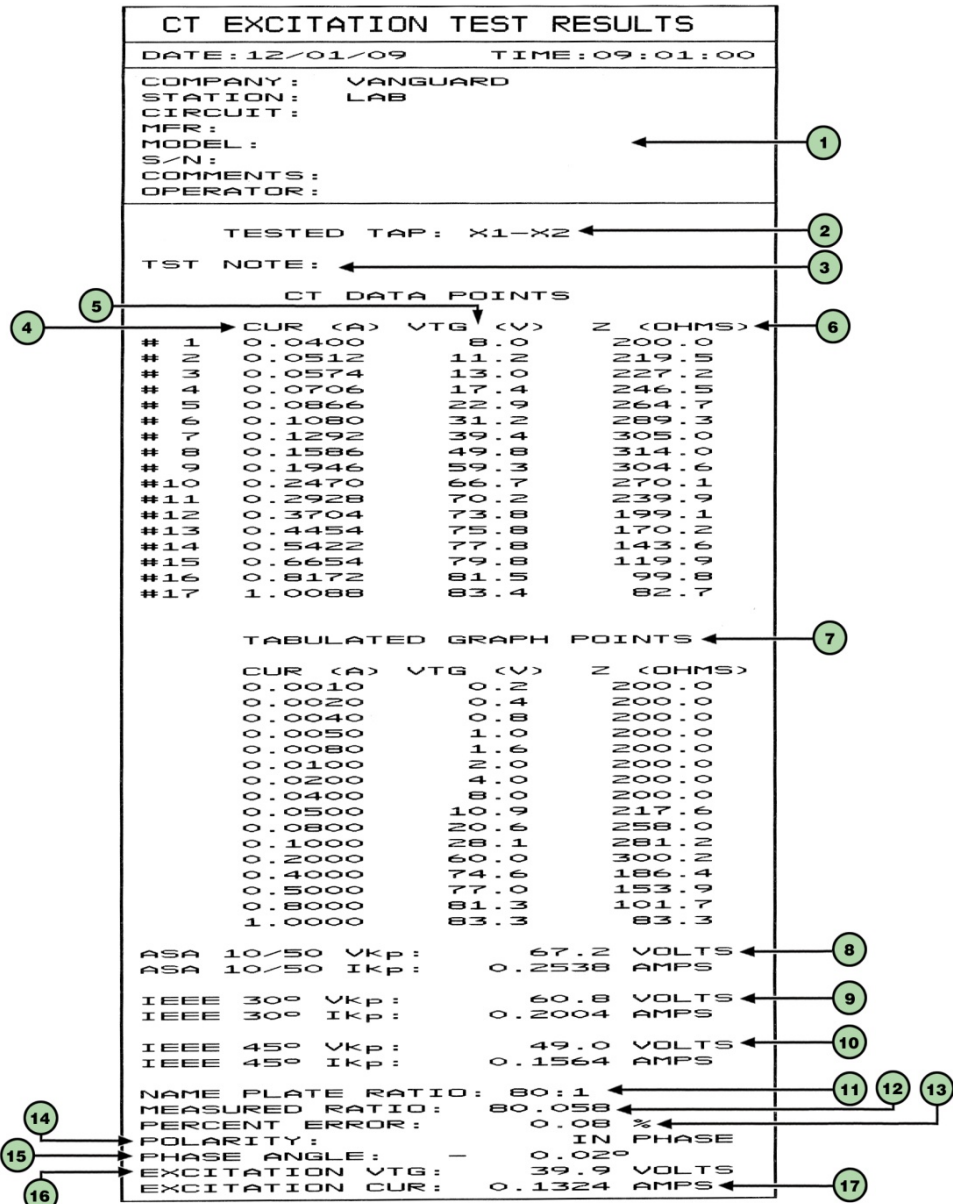 CT EXCITATION TEST RESULTS
DATE:12/01/09 TIME:09:01:00
COMPANY: VANGUARD
STATION: LAB
CIRCUIT:
MFR:
MODEL:
S/N:
COMMENTS:
OPERATOR:
1
TESTED TAP: X1-X2
2
TST NOTE:
3
CT DATA POINTS
5
4
CUR (A) VTG (V) Z (OHMS)
6
# 1 0.0400 8.0 200.0
# 2 0.0512 11.2 219.5
# 3 0.0574 13.0 227.2
# 4 0.0706 17.4 246.5
# 5 0.0866 22.9 264.7
# 6 0.1080 31.2 289.3
# 7 0.1292 39.4 305.0
# 8 0.1586 49.8 314.0
# 9 0.1946 59.3 304.6
#10 0.2470 66.7 270.1
#11 0.2928 70.2 239.9
#12 0.3704 73.8 199.1
#13 0.4454 75.8 170.2
#14 0.5422 77.8 143.6
#15 0.6654 79.8 119.9
#16 0.8172 81.5 99.8
#17 1.0088 83.4 82.7
TABULATED GRAPH POINTS
7
CUR (A) VTG (V) Z (OHMS)
0.0010 0.2 200.0
0.0020 0.4 200.0
0.0040 0.8 200.0
0.0050 1.0 200.0
0.0080 1.6 200.0
0.0100 2.0 200.0
0.0200 4.0 200.0
0.0400 8.0 200.0
0.0500 10.9 217.6
0.0800 20.6 258.0
0.1000 28.1 281.2
0.2000 60.0 300.2
0.4000 74.6 186.4
0.5000 77.0 153.9
0.8000 81.3 101.7
1.0000 83.3 83.3
ASA 10/50 VKp: 67.2 VOLTS
8
ASA 10/50 IKp: 0.2538 AMPS
IEEE 30° VKp: 60.8 VOLTS
9
IEEE 30° IKp: 0.2004 AMPS
IEEE 45° VKp: 49.0 VOLTS
10
IEEE 45° IKp: 0.1564 AMPS
NAME PLATE RATIO: 80:1
11
MEASURED RATIO: 80.058
12
PERCENT ERROR: 0.08 %
13
14
POLARITY: IN PHASE
15
PHASE ANGLE: - 0.02°
16
EXCITATION VTG: 39.9 VOLTS
EXCITATION CUR: 0.1324 AMPS
17